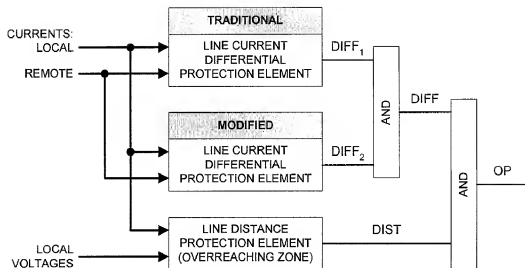 TRADITIONAL
CURRENTS:
LOCAL
LINE CURRENT
DIFFERENTIAL
PROTECTION ELEMENT
DIFF1
REMOTE
AND
DIFF
MODIFIED
LINE CURRENT
DIFFERENTIAL
PROTECTION ELEMENT
DIFF2
AND
OP
LINE DISTANCE
PROTECTION ELEMENT
(OVERREACHING ZONE)
DIST
LOCAL
VOLTAGES